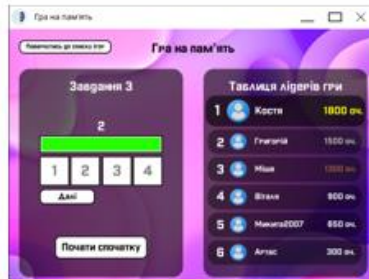 Гра на пам'ять
Повернутись до списку ігор
Гра на пам'ять
Завдання 3
2
1 2 3 4
Далі
Почати спочатку
Таблиця лідерів гри
1 Костя 1800 оч.
2 Григорій 1500 оч.
3 Міша 1300 оч.
4 Віталя 900 оч.
5 Микита2007 650 оч.
6 Артас 300 оч.